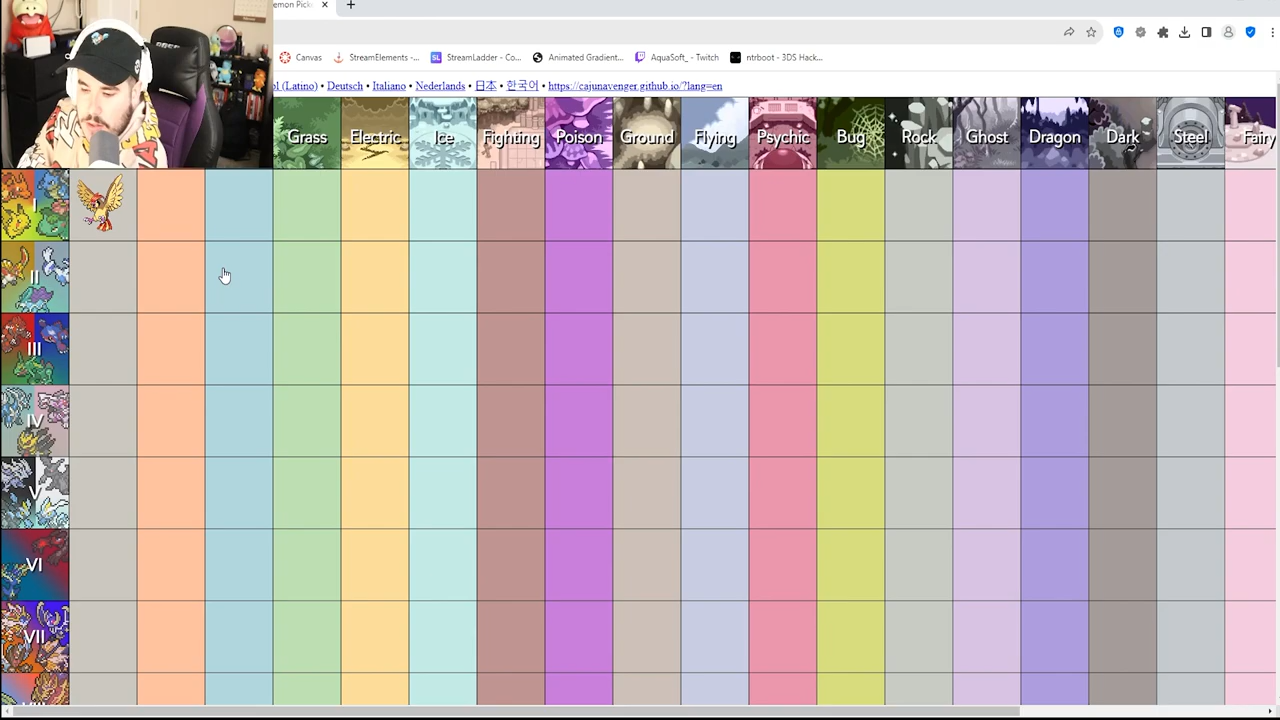 emon Pick
Canvas
StreamElements -...
StreamLadder - Co...
Animated Gradient...
AquaSoft_ - Twitch
ntrboot - 3DS Hack...
ol (Latino) • Deutsch • Italiano • Nederlands • 日本 • 한국어 • https://cajunavenger.github.io/?lang=en
Grass Electric Ice Fighting Poison Ground Flying Psychic Bug Rock Ghost Dragon Dark Steel Fairy
I
II
III
IV
V
VI
VII